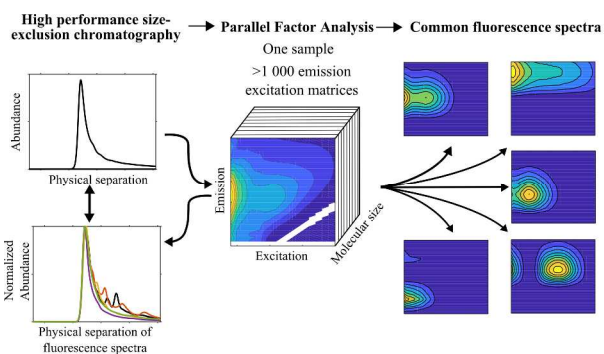 High performance size-
exclusion chromatography
Parallel Factor Analysis
Common fluorescence spectra
One sample
>1 000 emission
excitation matrices
Abundance
Physical separation
Emission
Excitation
Molecular size
Normalized
Abundance
Physical separation of
fluorescence spectra